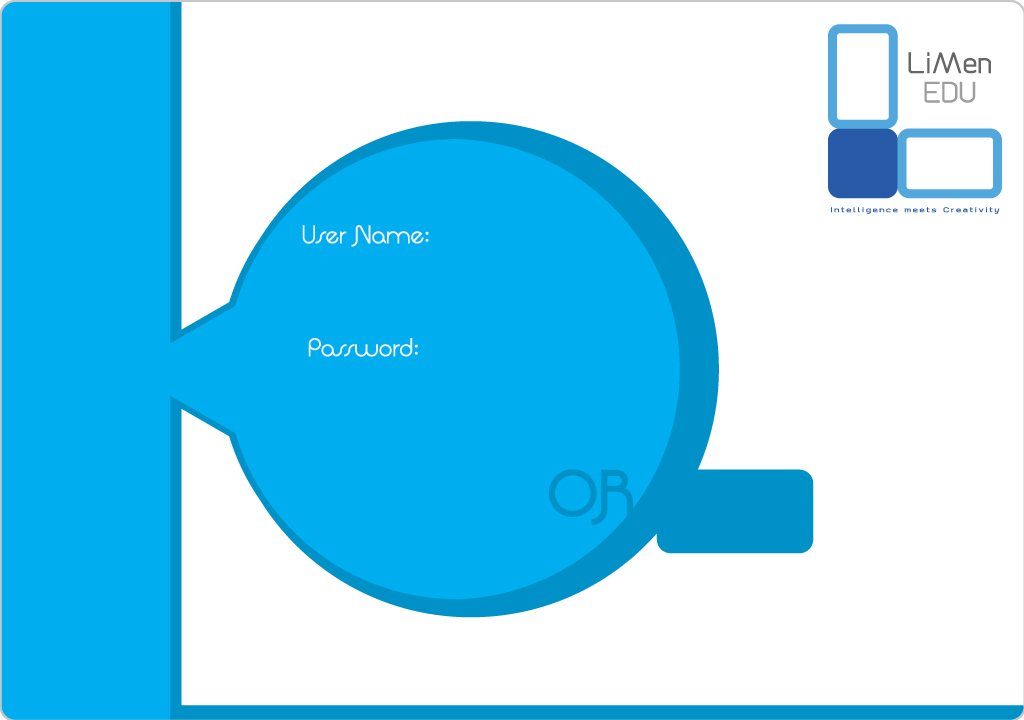 LiMen
EDU
Intelligence meets Creativity
User Name:
Password:
OR